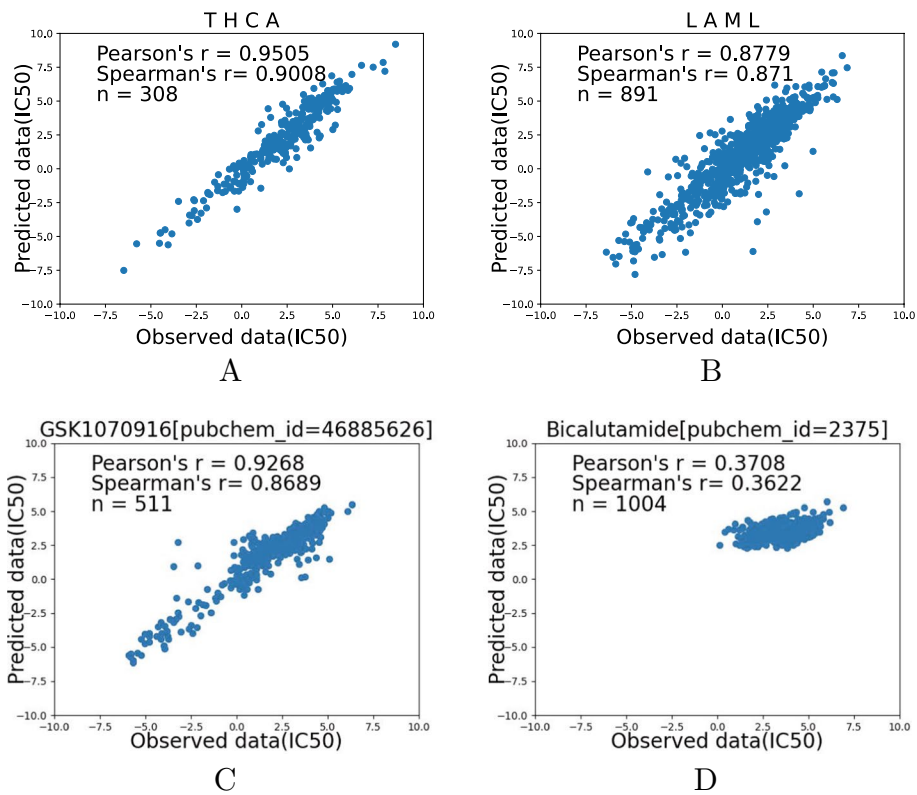 T H C A
Pearson's r = 0.9505
Spearman's r= 0.9008
n = 308
Predicted data(IC50)
10.0
7.5
5.0
2.5
0.0
−2.5
−5.0
−7.5
−10.0
−10.0 −7.5 −5.0 −2.5 0.0 2.5 5.0 7.5 10.0
Observed data(IC50)
A
L A M L
Pearson's r = 0.8779
Spearman's r= 0.871
n = 891
Predicted data(IC50)
10.0
7.5
5.0
2.5
0.0
−2.5
−5.0
−7.5
−10.0
−10.0 −7.5 −5.0 −2.5 0.0 2.5 5.0 7.5 10.0
Observed data(IC50)
B
GSK1070916[pubchem_id=46885626]
Pearson's r = 0.9268
Spearman's r= 0.8689
n = 511
Predicted data(IC50)
10.0
7.5
5.0
2.5
0.0
−2.5
−5.0
−7.5
−10.0
−10.0 −7.5 −5.0 −2.5 0.0 2.5 5.0 7.5 10.0
Observed data(IC50)
C
Bicalutamide[pubchem_id=2375]
Pearson's r = 0.3708
Spearman's r= 0.3622
n = 1004
Predicted data(IC50)
10.0
7.5
5.0
2.5
0.0
−2.5
−5.0
−7.5
−10.0
−10.0 −7.5 −5.0 −2.5 0.0 2.5 5.0 7.5 10.0
Observed data(IC50)
D